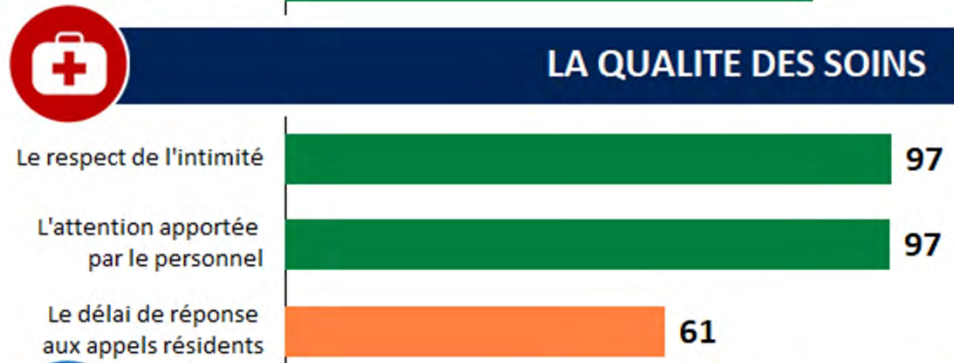 LA QUALITE DES SOINS
Le respect de l'intimité
97
L'attention apportée
par le personnel
97
Le délai de réponse
aux appels résidents
61